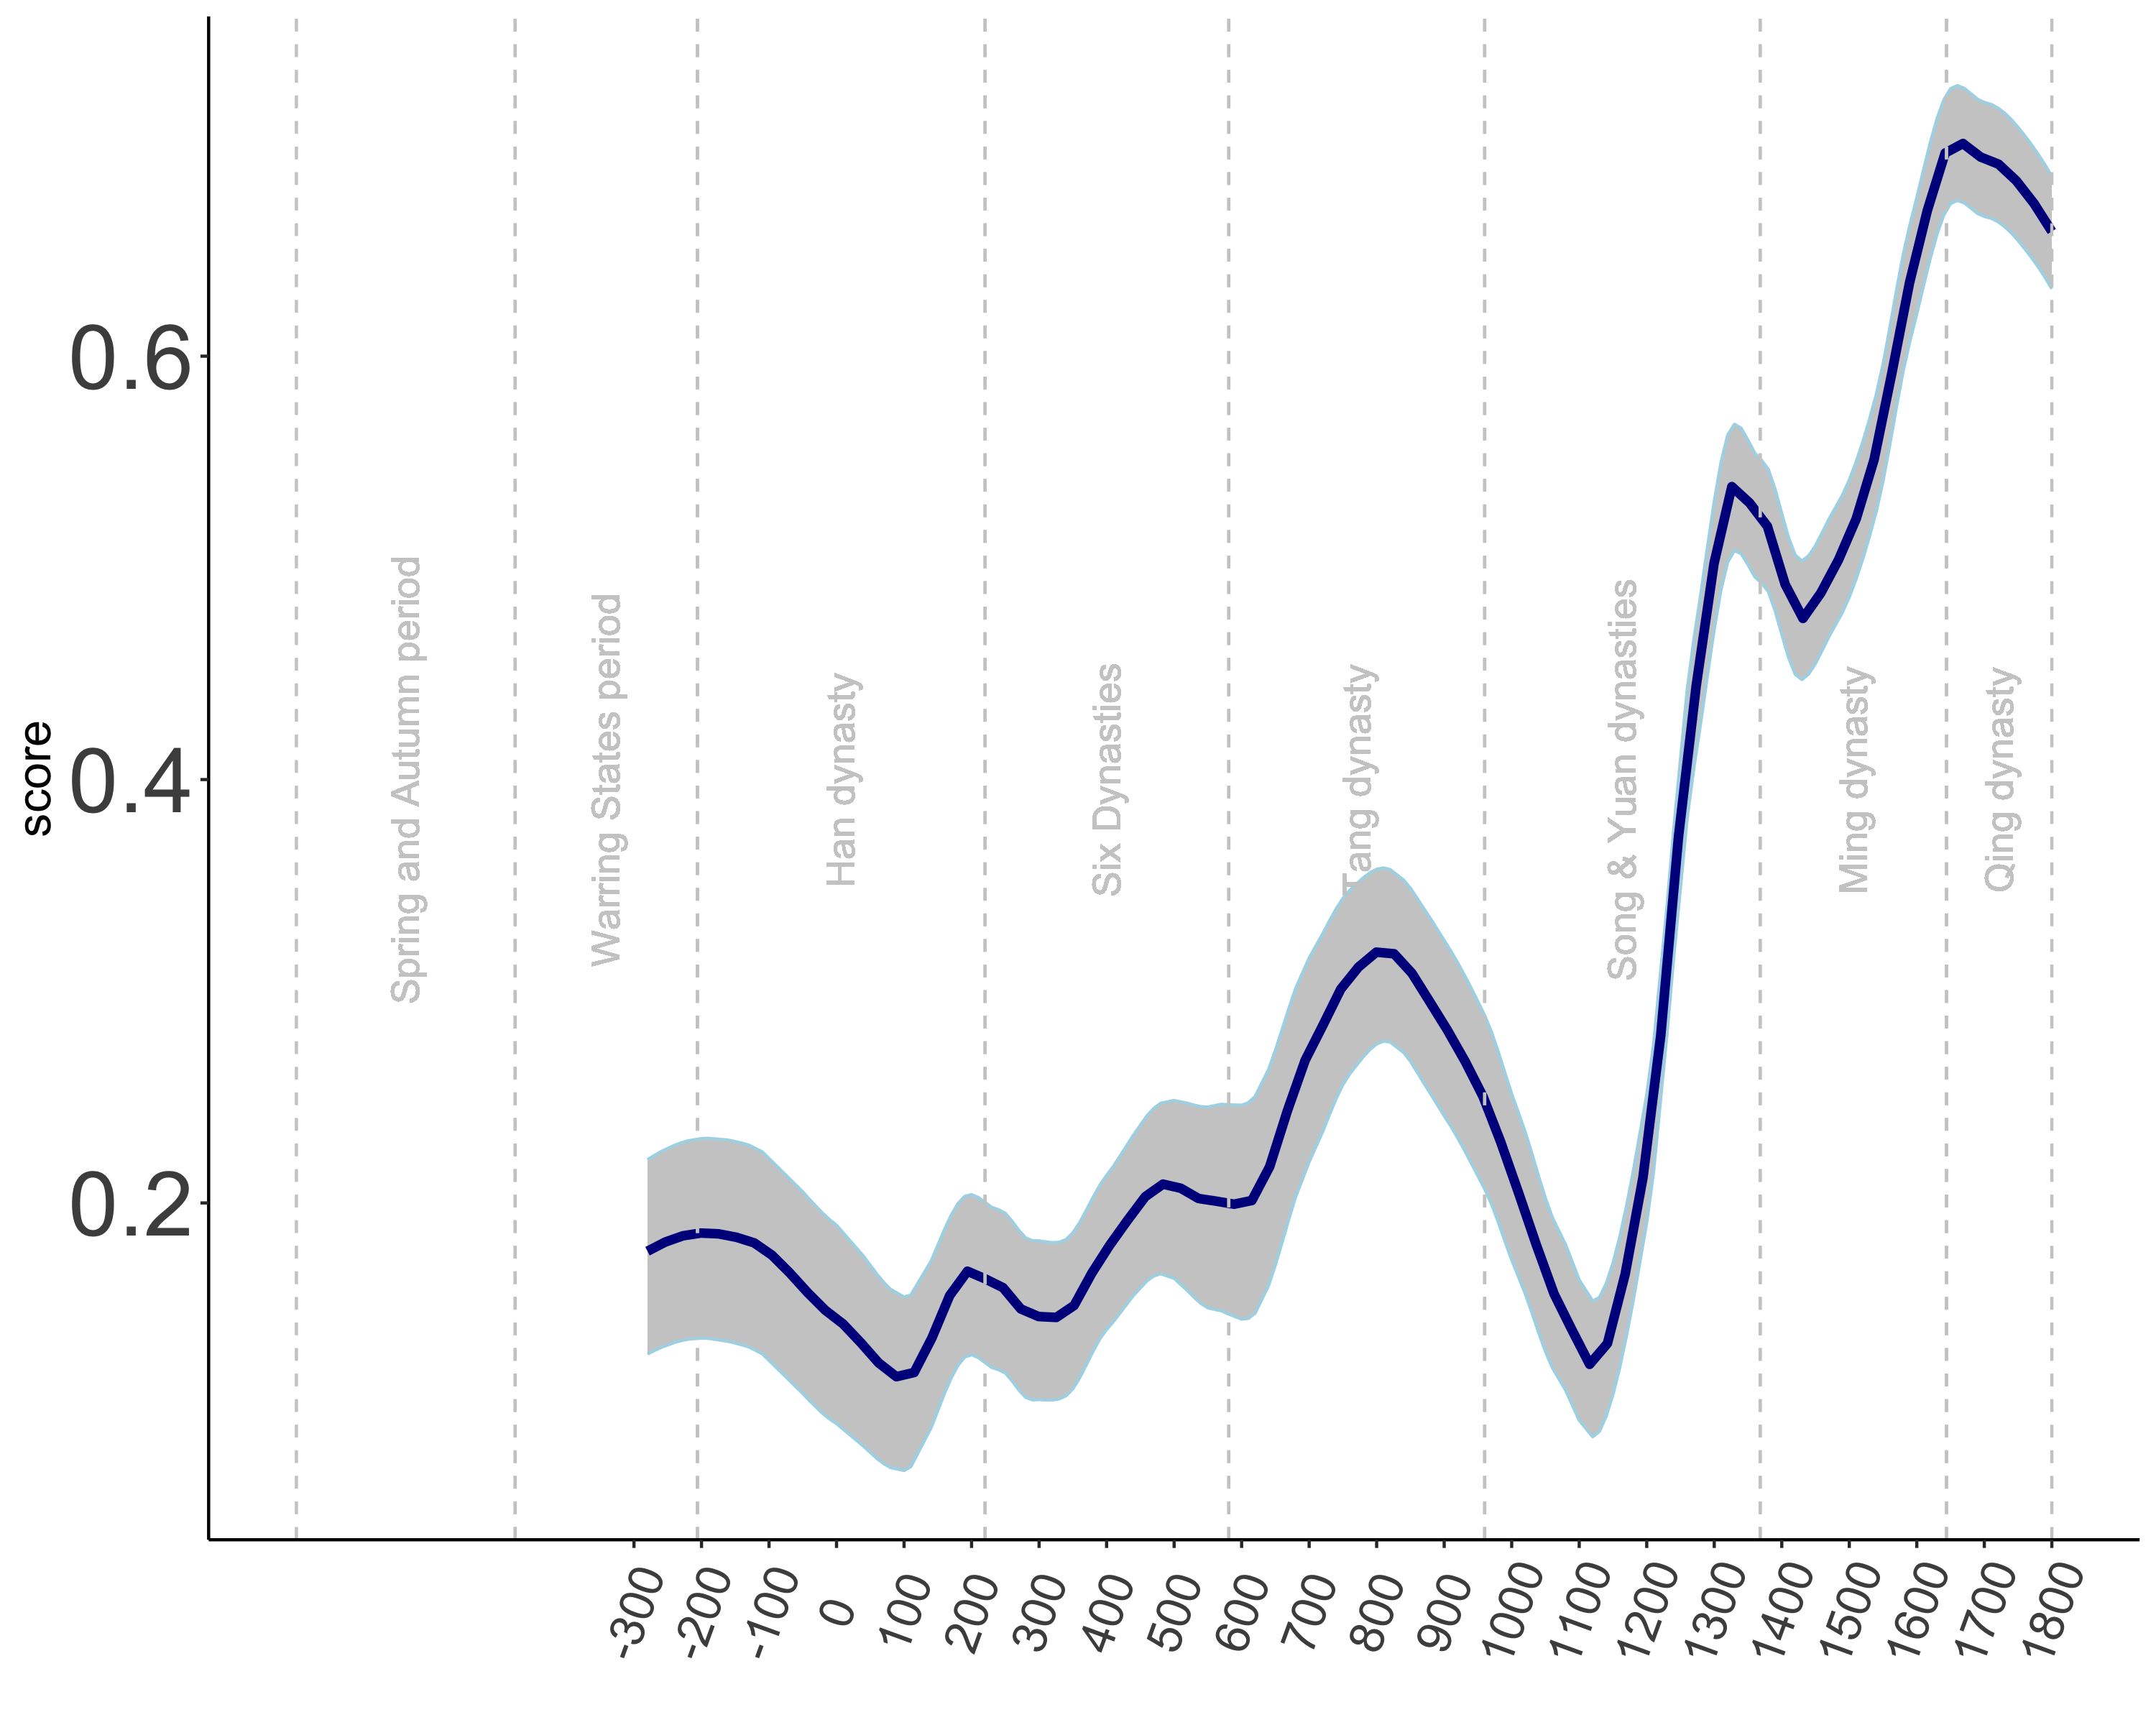 score
0.6
0.4
0.2
Spring and Autumn period
Warring States period
Han dynasty
Six Dynasties
Tang dynasty
Song & Yuan dynasties
Ming dynasty
Qing dynasty
-300
-200
-100
0
100
200
300
400
500
600
700
800
900
1000
1100
1200
1300
1400
1500
1600
1700
1800